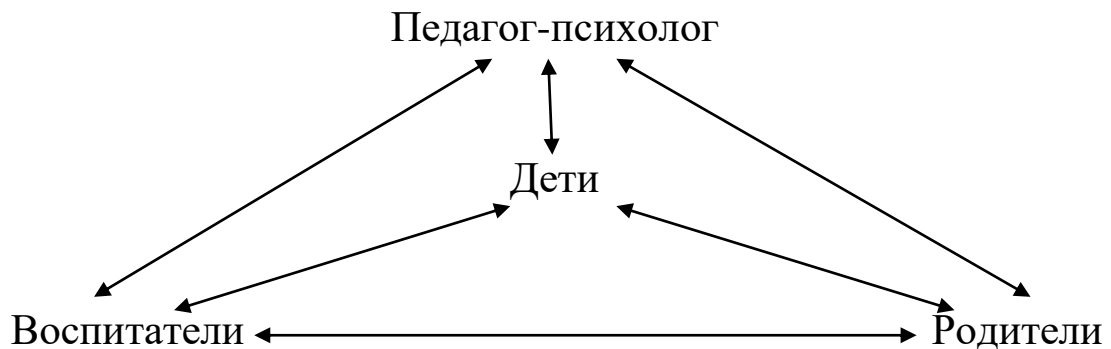 Педагог-психолог
Дети
Воспитатели Родители